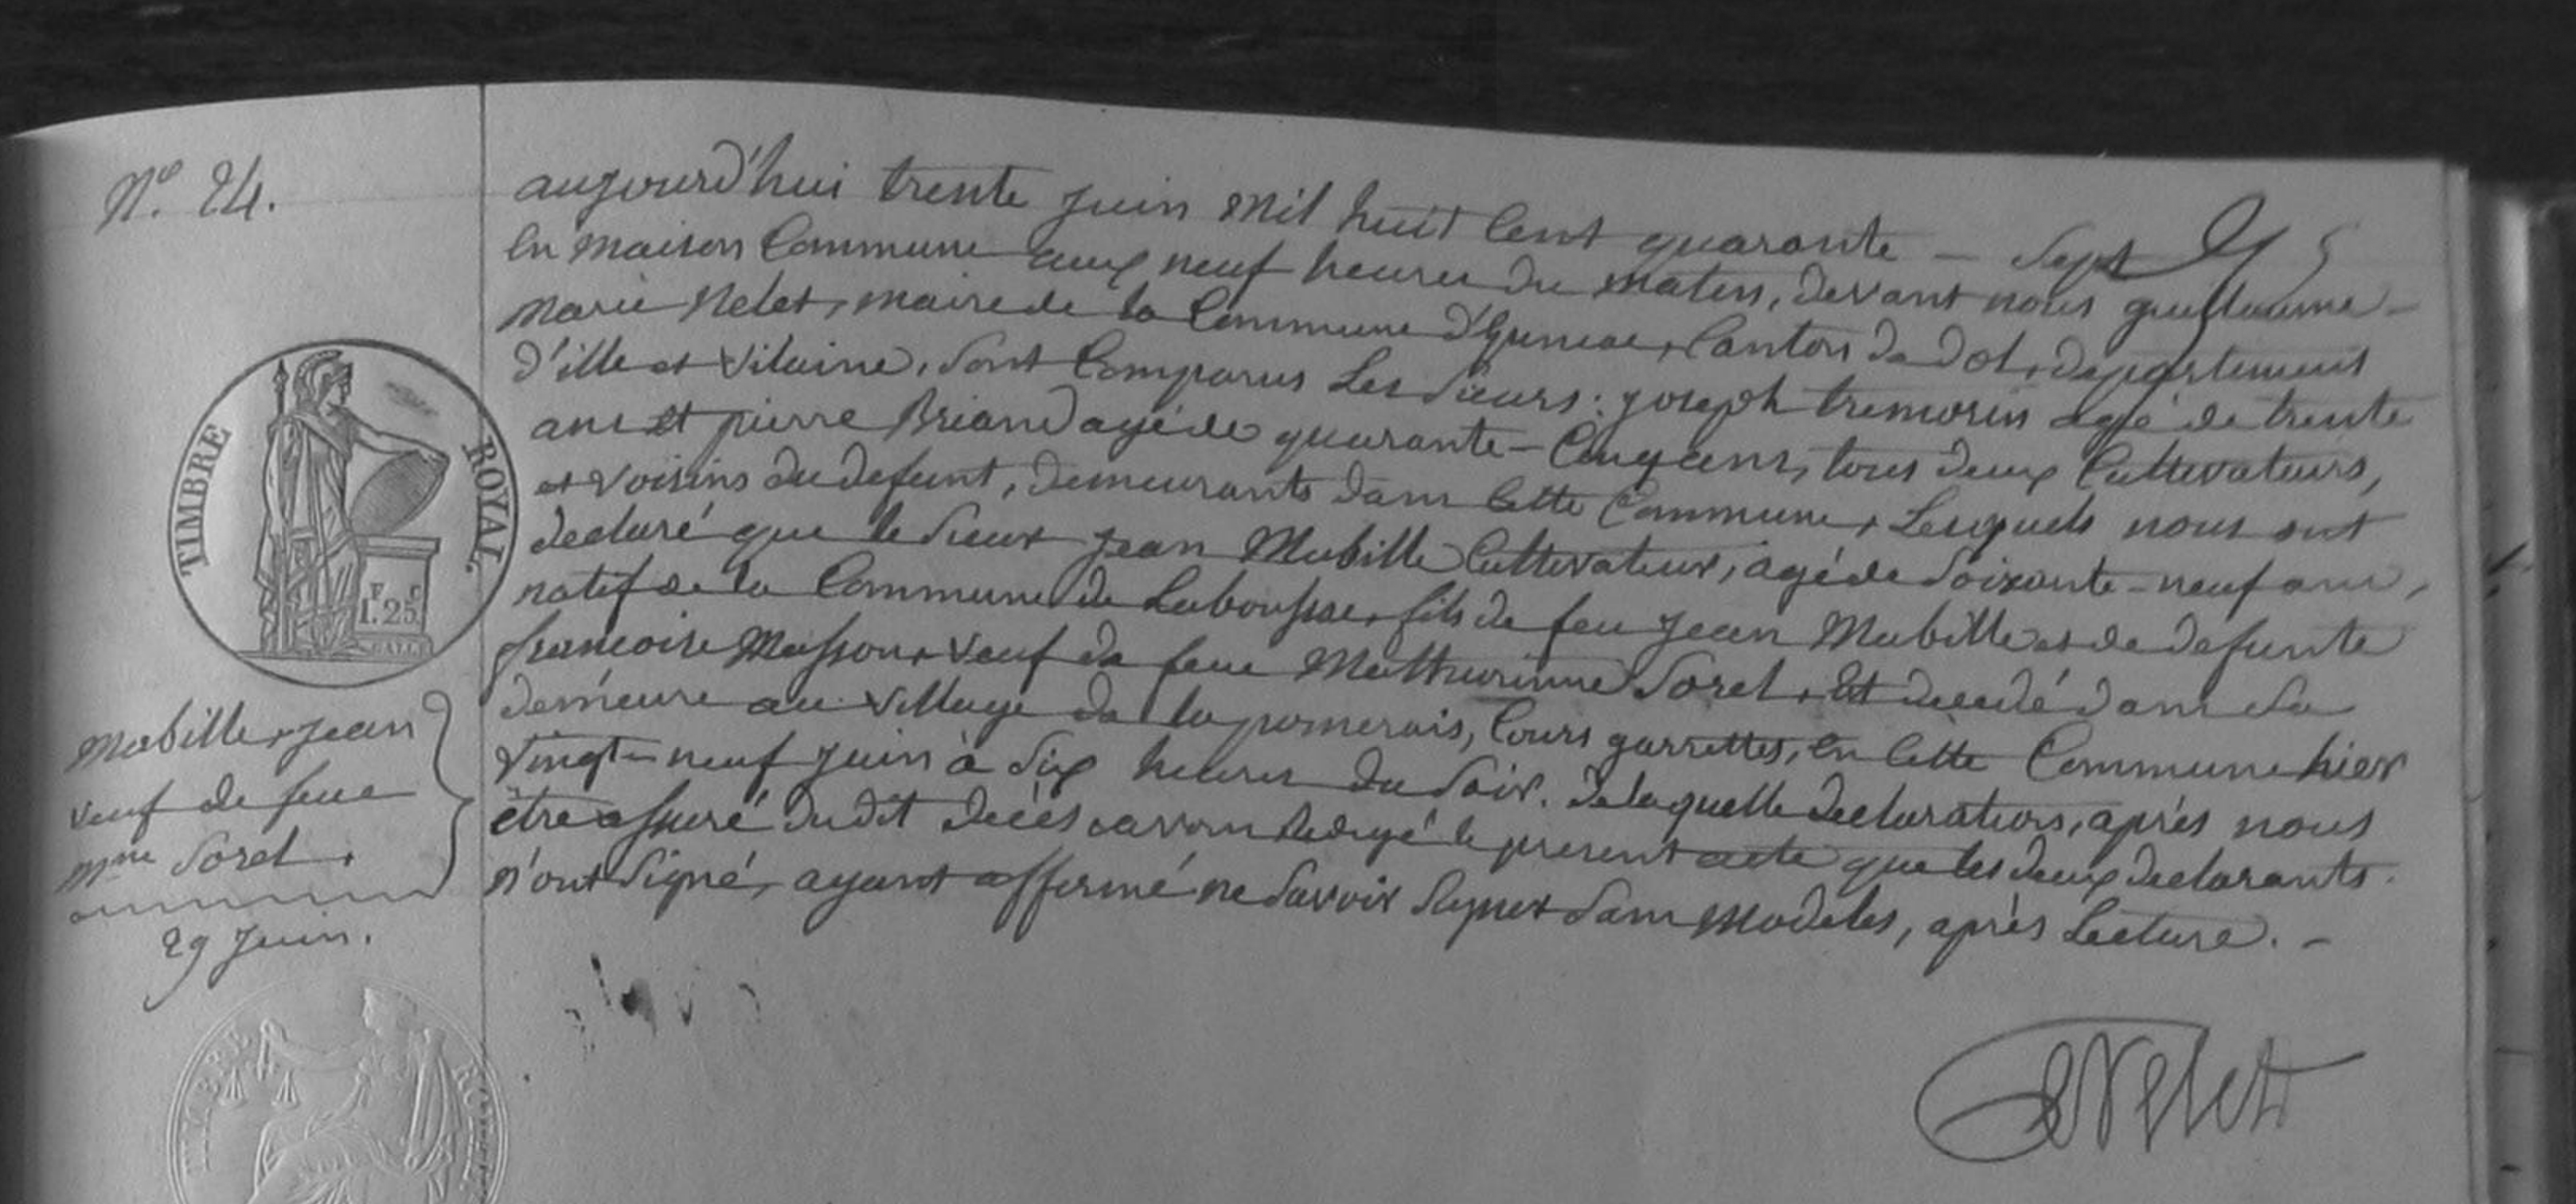 N° 24.
aujourd'hui trente juin mil huit cent quarante - sept
en maison Commune aux neuf heures du matin, devant nous guillaume -
marie Nelet, maire de la Commune d'Epiniac, Canton de dol, departement
d'ille et Vilaine, sont Comparus Les sieurs : joseph tremorin agé de trente
ans et pierre Briand agé de quarante - Cinq ans, tous deux Cultivateurs,
et voisins du defunt, demeurants dans Cette Commune, Lesquels nous ont
declaré que le sieur jean Mabille Cultivateur, agé de soixante - neuf ans,
natif de la Commune de Labousac, fils de feu jean Mabille et de defunte
francoise Masson, veuf de feue Mathurinne Sorel, Est decedé dans sa
demeure au village de la pomerais, Cours garrettes, en Cette Commune hier
vingt - neuf juin à six heures du soir. de laquelle declaration, après nous
être assuré du dit decès avons redigé le present acte que les deux declarants
n'ont signé, ayant affirmé ne savoir signer sans modeles, après Lecture. -
TIMBRE ROYAL
F C
1.25
Mabille, jean
veuf de feue
Mne Sorel.
29 Juin.
Nelet